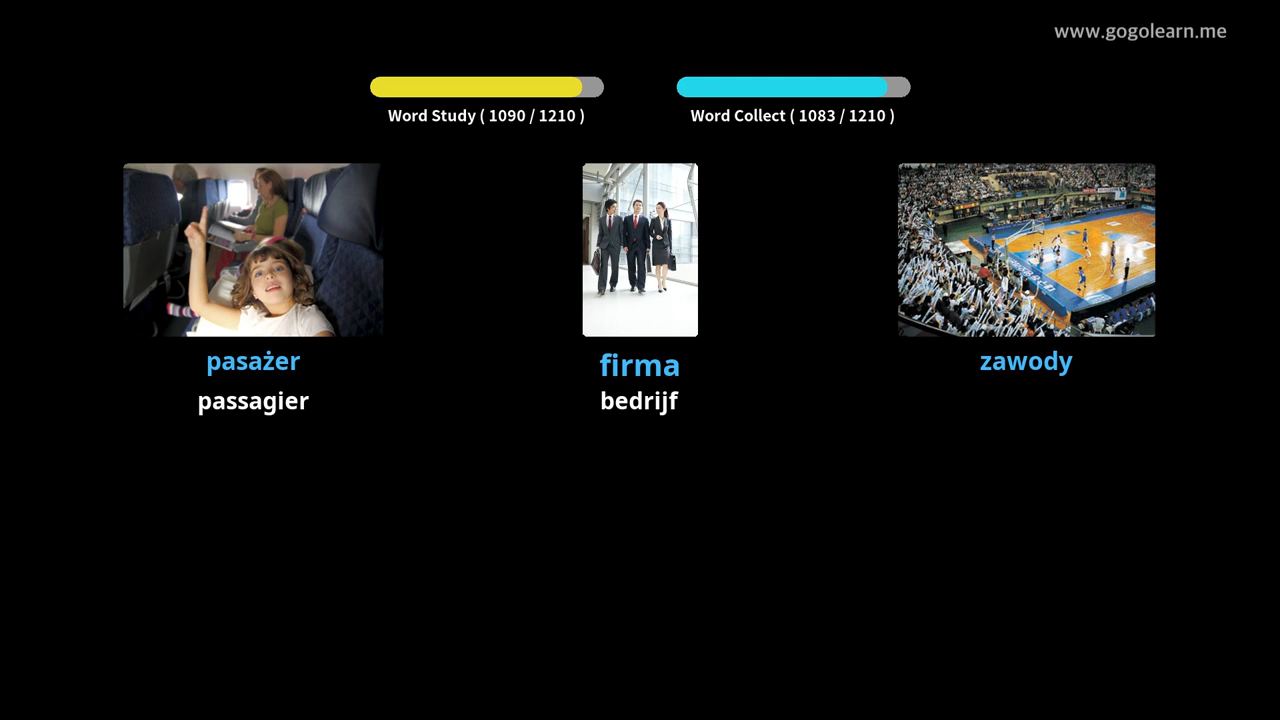 www.gogolearn.me
Word Study ( 1090 / 1210 )
Word Collect ( 1083 / 1210 )
pasażer
passagier
firma
bedrijf
zawody